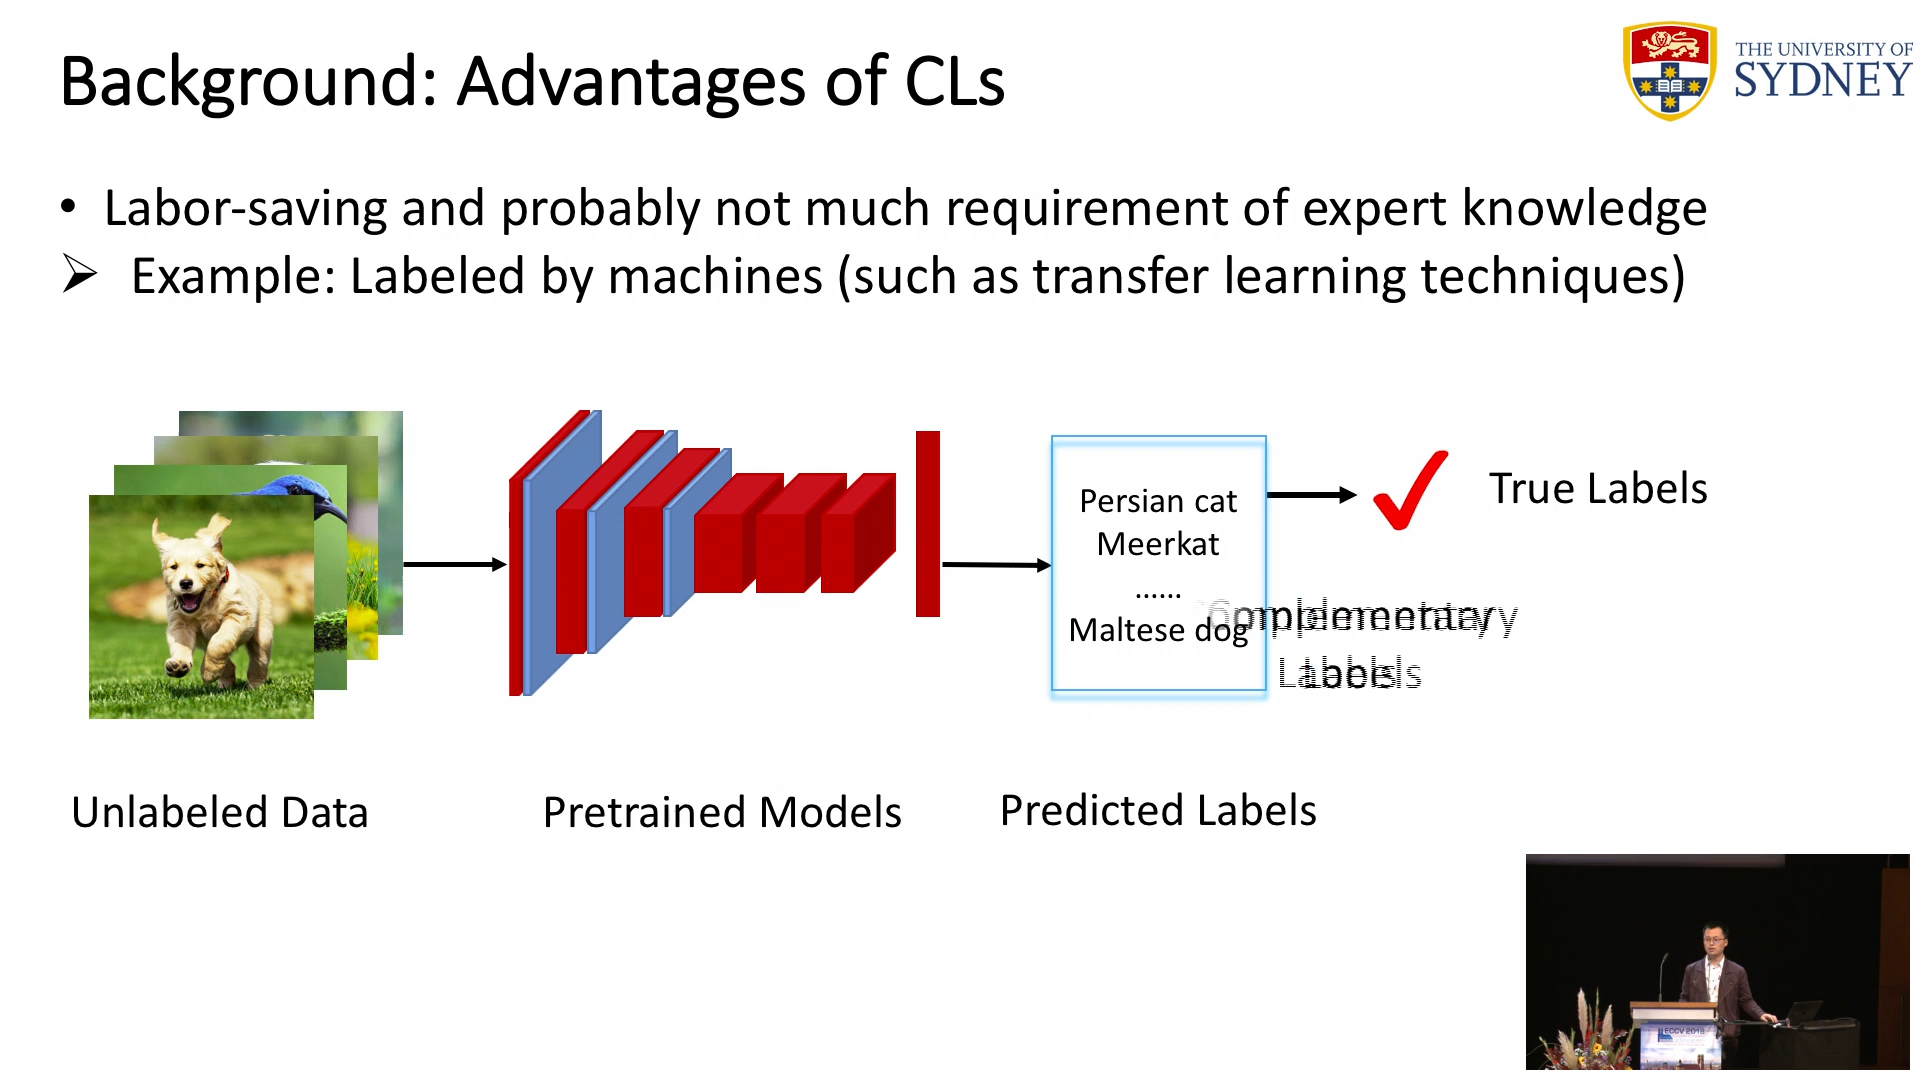 Background: Advantages of CLs
THE UNIVERSITY OF
SYDNEY
• Labor-saving and probably not much requirement of expert knowledge
➢ Example: Labeled by machines (such as transfer learning techniques)
Persian cat
Meerkat
......
Maltese dog
True Labels
Complementary
Labels
Unlabeled Data
Pretrained Models
Predicted Labels
ECCV 2018